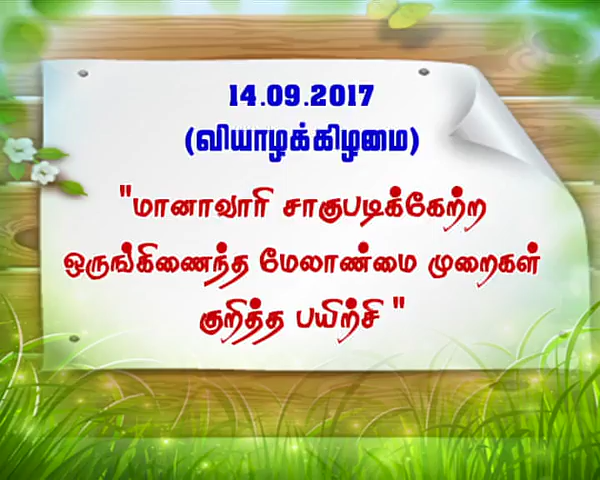 14.09.2017
(வியாழக்கிழமை)
"மானாவாரி சாகுபடிக்கேற்ற
ஒருங்கிணைந்த மேலாண்மை முறைகள்
குறித்த பயிற்சி "